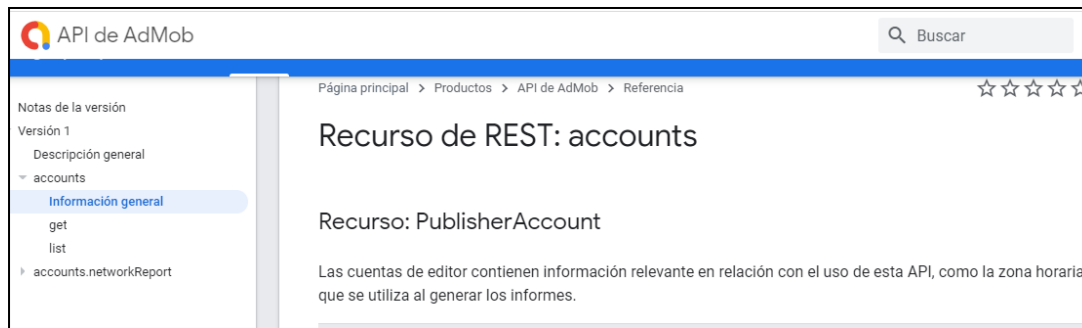 API de AdMob
Buscar
Página principal > Productos > API de AdMob > Referencia
Notas de la versión
Versión 1
Descripción general
accounts
Información general
get
list
accounts.networkReport
Recurso de REST: accounts
Recurso: PublisherAccount
Las cuentas de editor contienen información relevante en relación con el uso de esta API, como la zona horaria
que se utiliza al generar los informes.